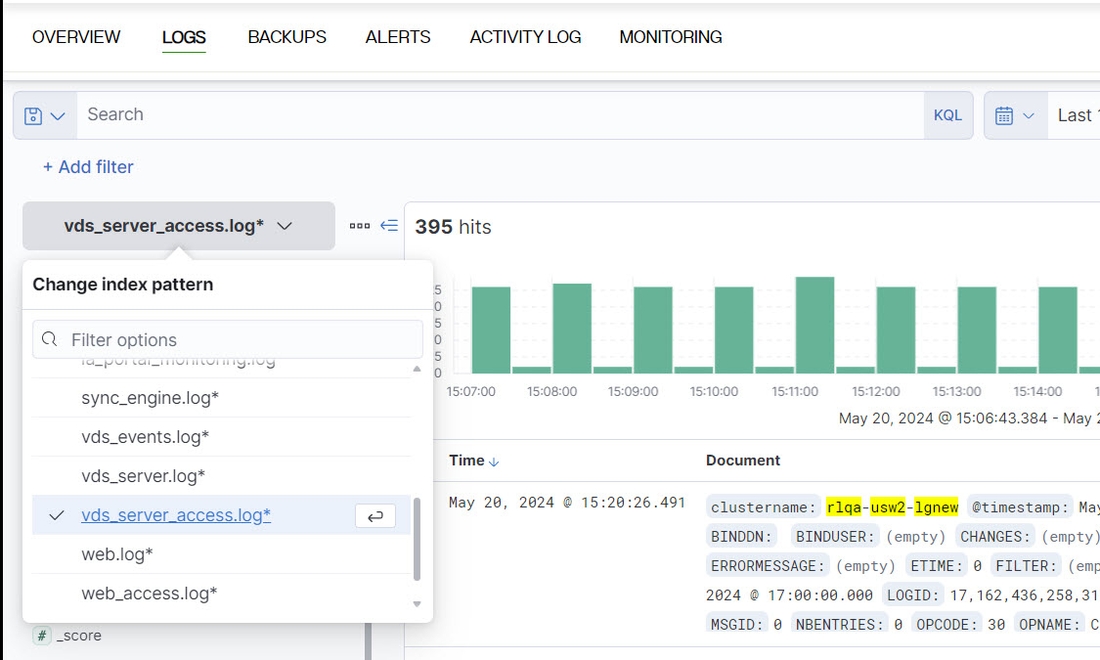 OVERVIEW LOGS BACKUPS ALERTS ACTIVITY LOG MONITORING
Search KQL Last
+ Add filter
vds_server_access.log*
395 hits
Change index pattern
Filter options
la_portal_monitoring.log
sync_engine.log*
vds_events.log*
vds_server.log*
vds_server_access.log*
web.log*
web_access.log*
# _score
5
0
5
0
5
0
15:07:00 15:08:00 15:09:00 15:10:00 15:11:00 15:12:00 15:13:00 15:14:00
May 20, 2024 @ 15:06:43.384 - May 2
Time Document
May 20, 2024 @ 15:20:26.491 clustername: rlqa-usw2-lgnew @timestamp: May
BINDDN: BINDUSER: (empty) CHANGES: (empty)
ERRORMESSAGE: (empty) ETIME: 0 FILTER: (emp
2024 @ 17:00:00.000 LOGID: 17,162,436,258,31
MSGID: 0 NBENTRIES: 0 OPCODE: 30 OPNAME: C